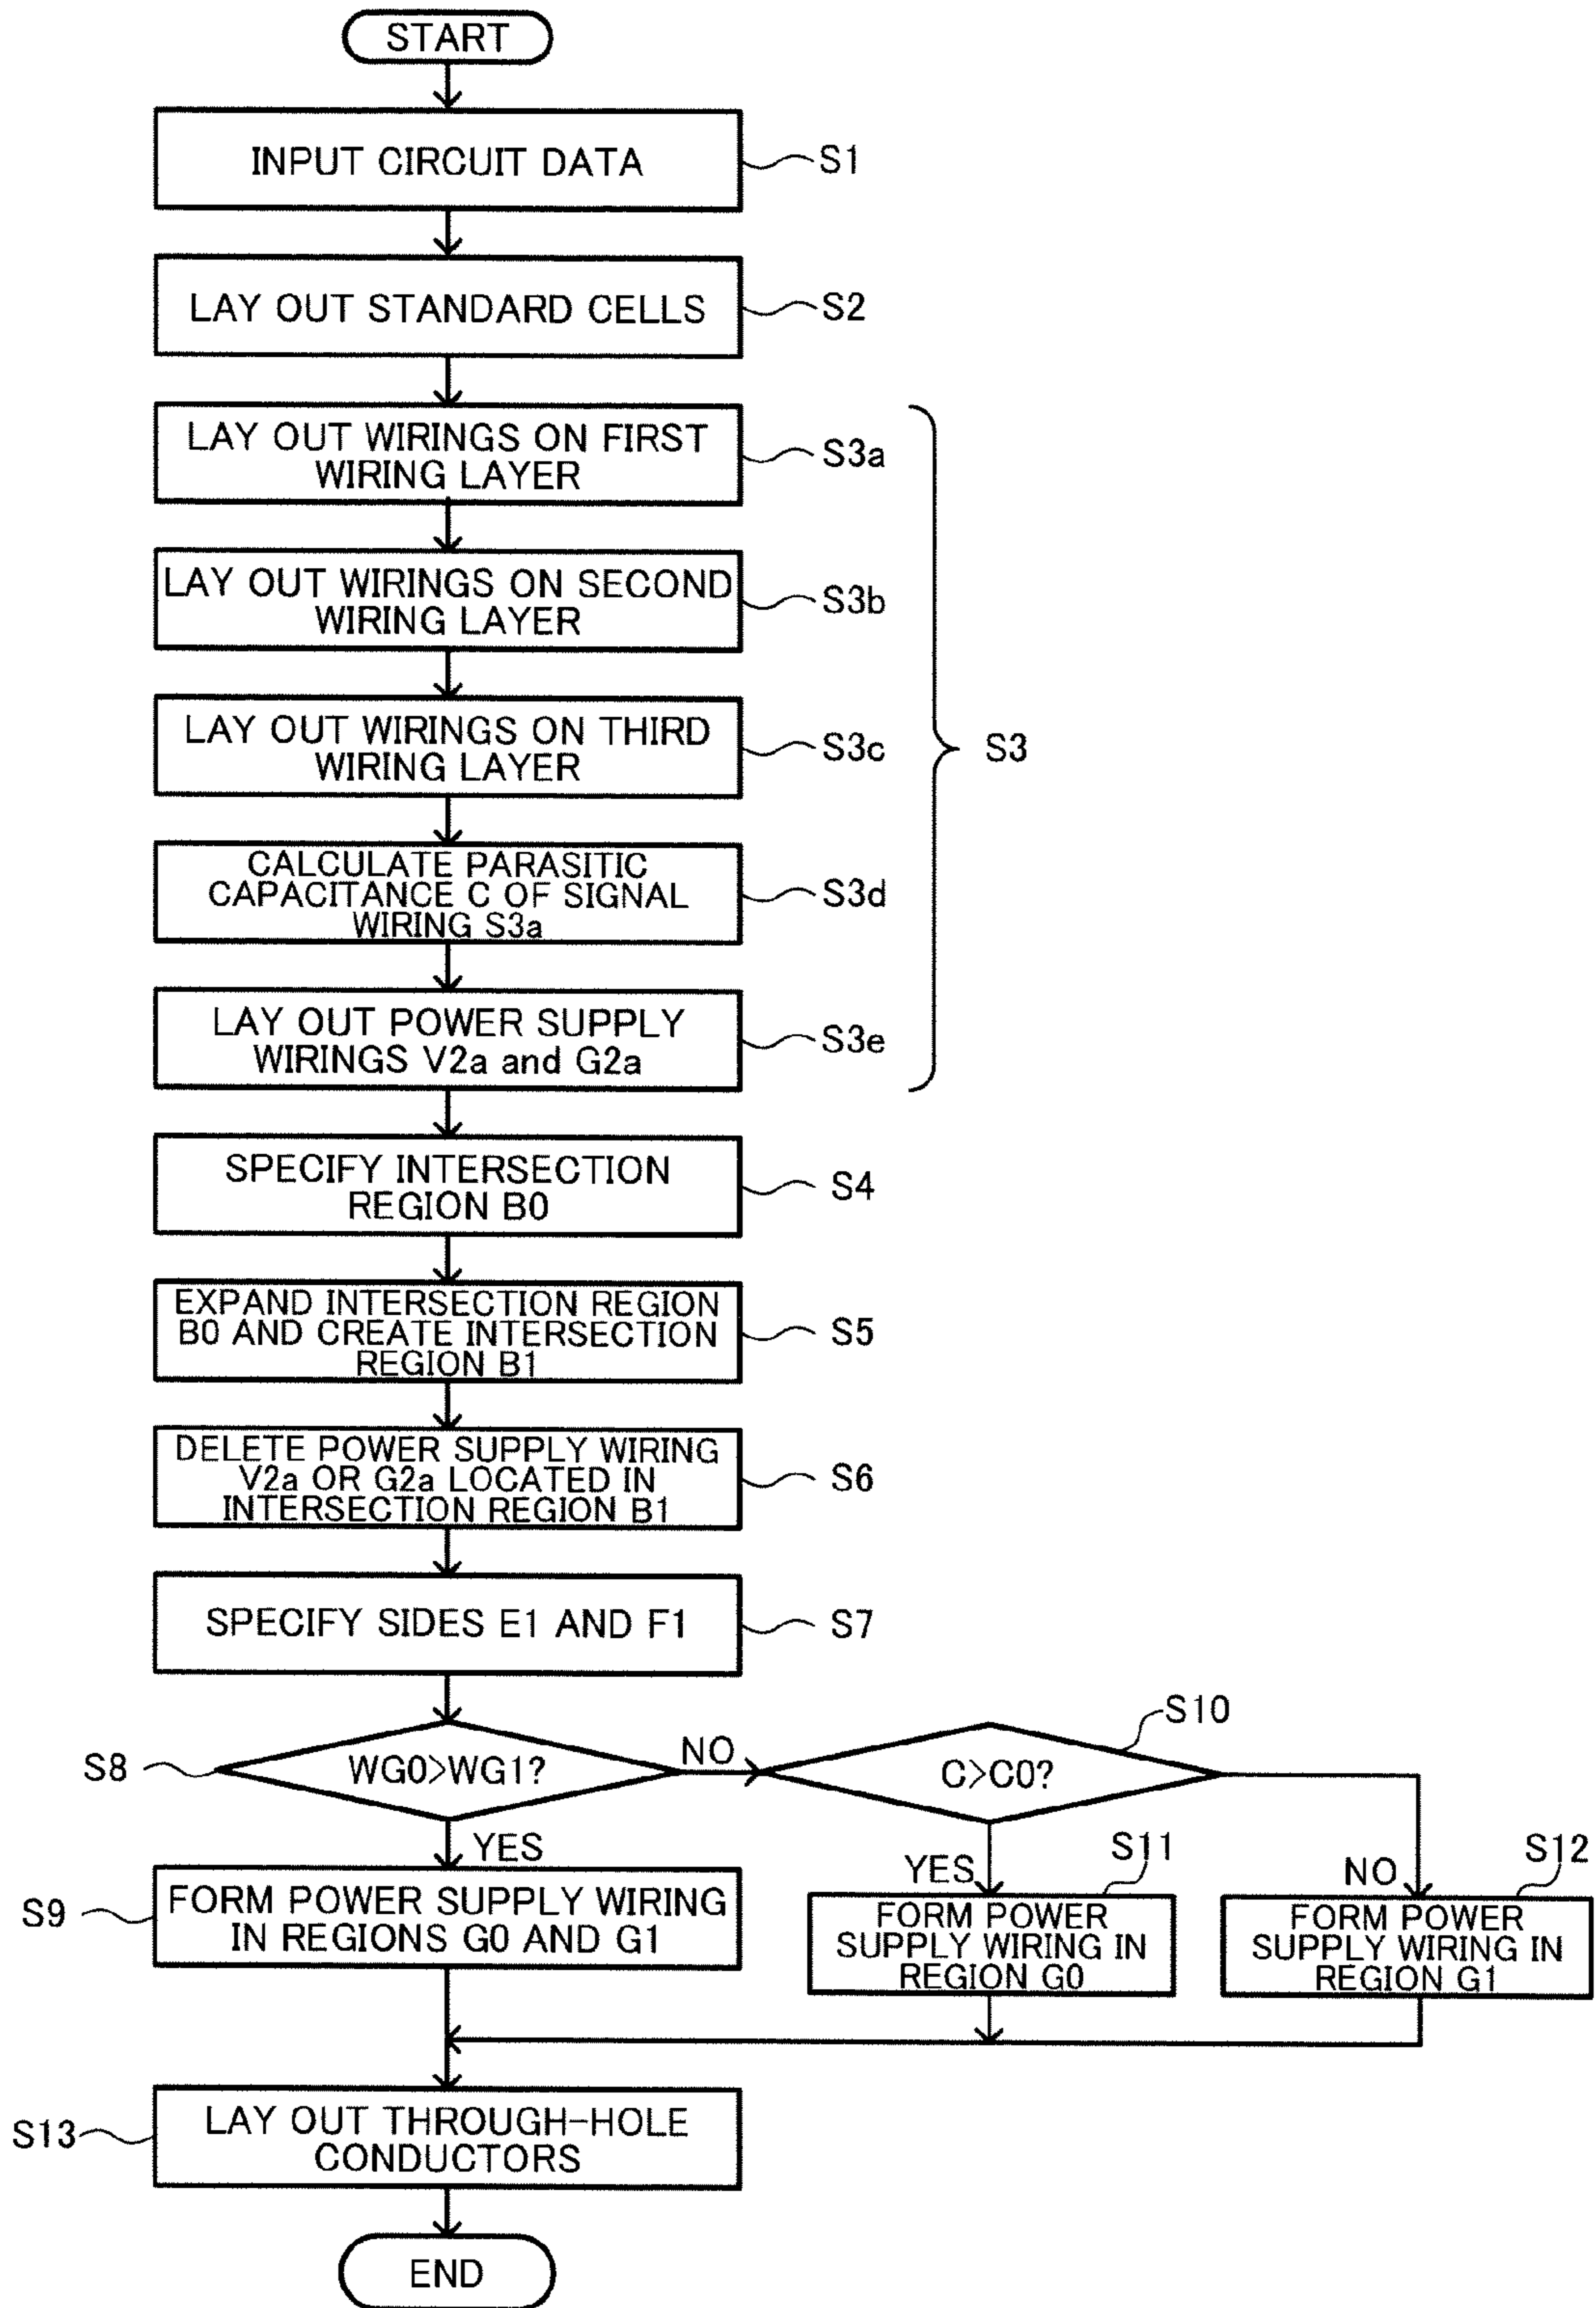 START
INPUT CIRCUIT DATA
S1
LAY OUT STANDARD CELLS
S2
LAY OUT WIRINGS ON FIRST
WIRING LAYER
S3a
LAY OUT WIRINGS ON SECOND
WIRING LAYER
S3b
LAY OUT WIRINGS ON THIRD
WIRING LAYER
S3c
S3
CALCULATE PARASITIC
CAPACITANCE C OF SIGNAL
WIRING S3a
S3d
LAY OUT POWER SUPPLY
WIRINGS V2a and G2a
S3e
SPECIFY INTERSECTION
REGION B0
S4
EXPAND INTERSECTION REGION
B0 AND CREATE INTERSECTION
REGION B1
S5
DELETE POWER SUPPLY WIRING
V2a OR G2a LOCATED IN
INTERSECTION REGION B1
S6
SPECIFY SIDES E1 AND F1
S7
S8
WG0>WG1?
NO
C>C0?
S10
YES
S9
FORM POWER SUPPLY WIRING
IN REGIONS G0 AND G1
YES
S11
FORM POWER
SUPPLY WIRING IN
REGION G0
NO
S12
FORM POWER
SUPPLY WIRING IN
REGION G1
S13
LAY OUT THROUGH-HOLE
CONDUCTORS
END